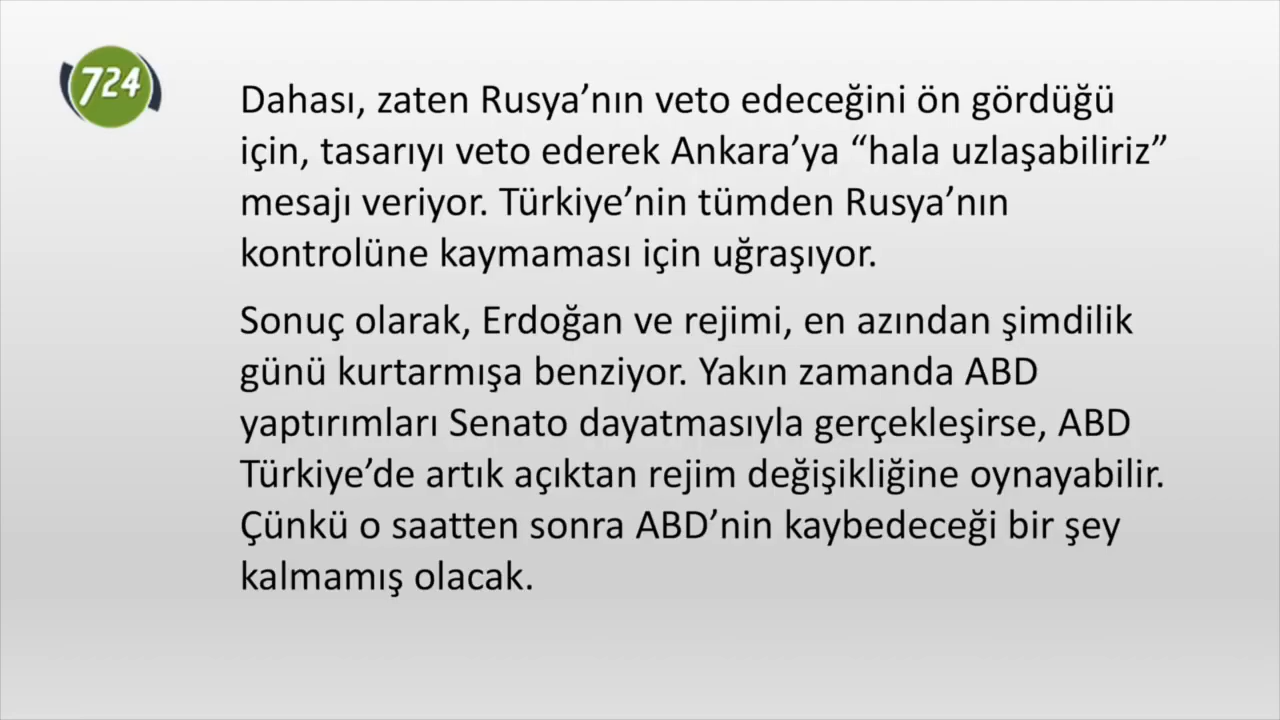 724
Dahası, zaten Rusya’nın veto edeceğini ön gördüğü
için, tasarıyı veto ederek Ankara’ya “hala uzlaşabiliriz”
mesajı veriyor. Türkiye’nin tümden Rusya’nın
kontrolüne kaymaması için uğraşıyor.
Sonuç olarak, Erdoğan ve rejimi, en azından şimdilik
günü kurtarmışa benziyor. Yakın zamanda ABD
yaptırımları Senato dayatmasıyla gerçekleşirse, ABD
Türkiye’de artık açıktan rejim değişikliğine oynayabilir.
Çünkü o saatten sonra ABD’nin kaybedeceği bir şey
kalmamış olacak.